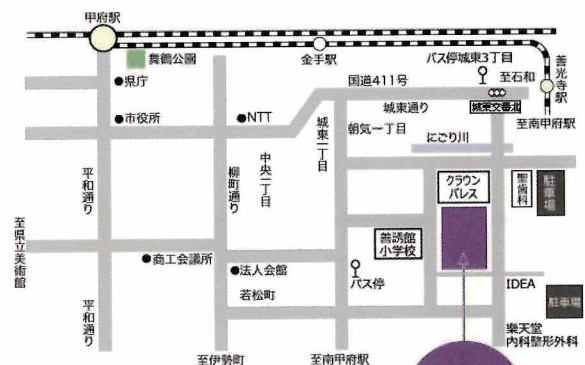 甲府駅
舞鶴公園
金手駅
バス停城東3丁目
善光寺駅
●県庁
国道411号
至石和
城東通り
城東交番北
●市役所
●NTT
城東一丁目
朝気一丁目
にごり川
至南甲府駅
平和通り
柳町通り
中央一丁目
クラウン
パレス
聖歯科
駐車場
至県立美術館
善誘館
小学校
●商工会議所
●法人会館
バス停
若松町
IDEA
駐車場
平和通り
樂天堂
内科整形外科
至伊勢町
至南甲府駅